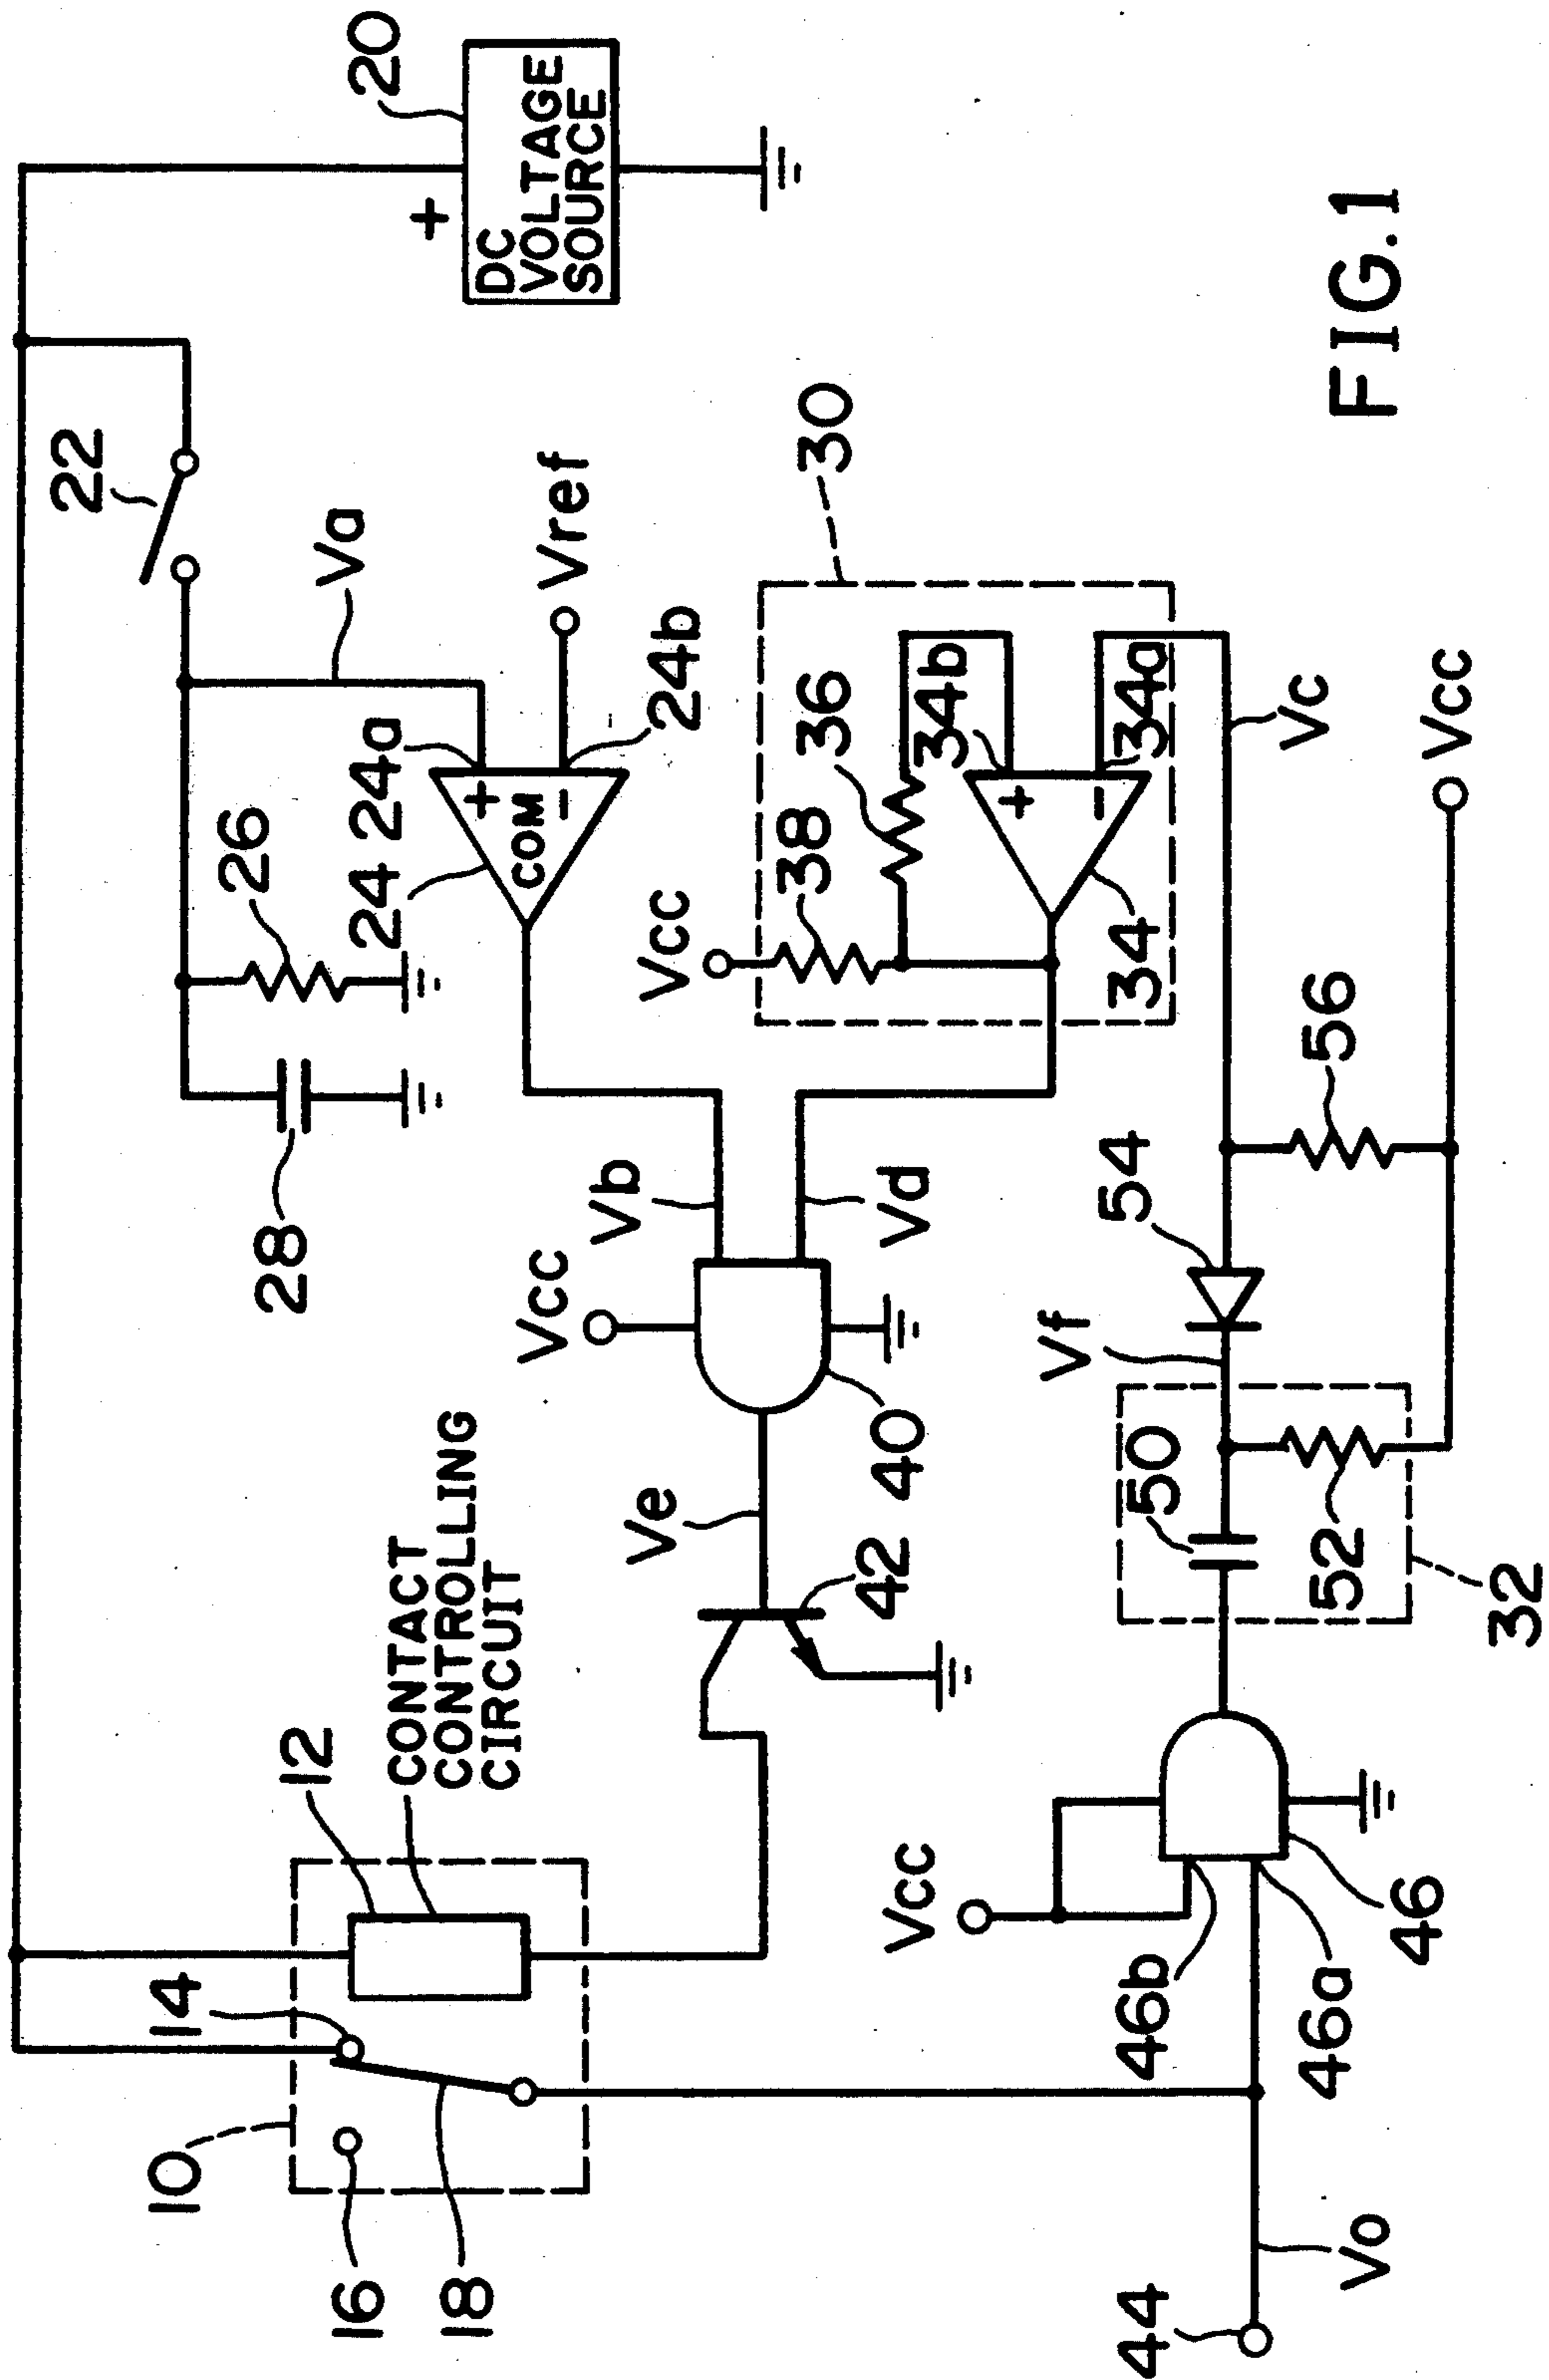 20
+
DC
VOLTAGE
SOURCE
22
Va
Vref
24b
24a
24
+
COM
-
26
28
30
36
38
Vcc
34b
34a
+
-
34
Vc
Vcc
56
54
Vb
Vcc
Vd
Vf
40
Ve
42
50
52
32
CONTACT
CONTROLLING
CIRCUIT
12
14
10
16
18
Vcc
46b
46a
46
Vo
44
FIG.1